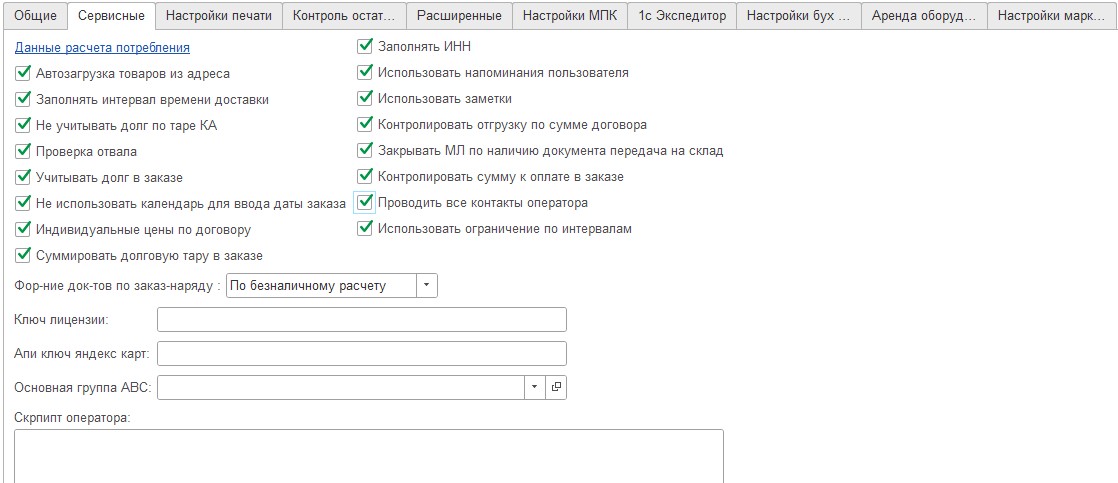 Общие Сервисные Настройки печати Контроль остат... Расширенные Настройки МПК 1с Экспедитор Настройки бух ... Аренда оборуд... Настройки марк...
Данные расчета потребления
Автозагрузка товаров из адреса
Заполнять интервал времени доставки
Не учитывать долг по таре КА
Проверка отвала
Учитывать долг в заказе
Не использовать календарь для ввода даты заказа
Индивидуальные цены по договору
Суммировать долговую тару в заказе
Заполнять ИНН
Использовать напоминания пользователя
Использовать заметки
Контролировать отгрузку по сумме договора
Закрывать МЛ по наличию документа передача на склад
Контролировать сумму к оплате в заказе
Проводить все контакты оператора
Использовать ограничение по интервалам
Фор-ние док-тов по заказ-наряду : По безналичному расчету
Ключ лицензии:
Апи ключ яндекс карт:
Основная группа АВС:
Скрпипт оператора: